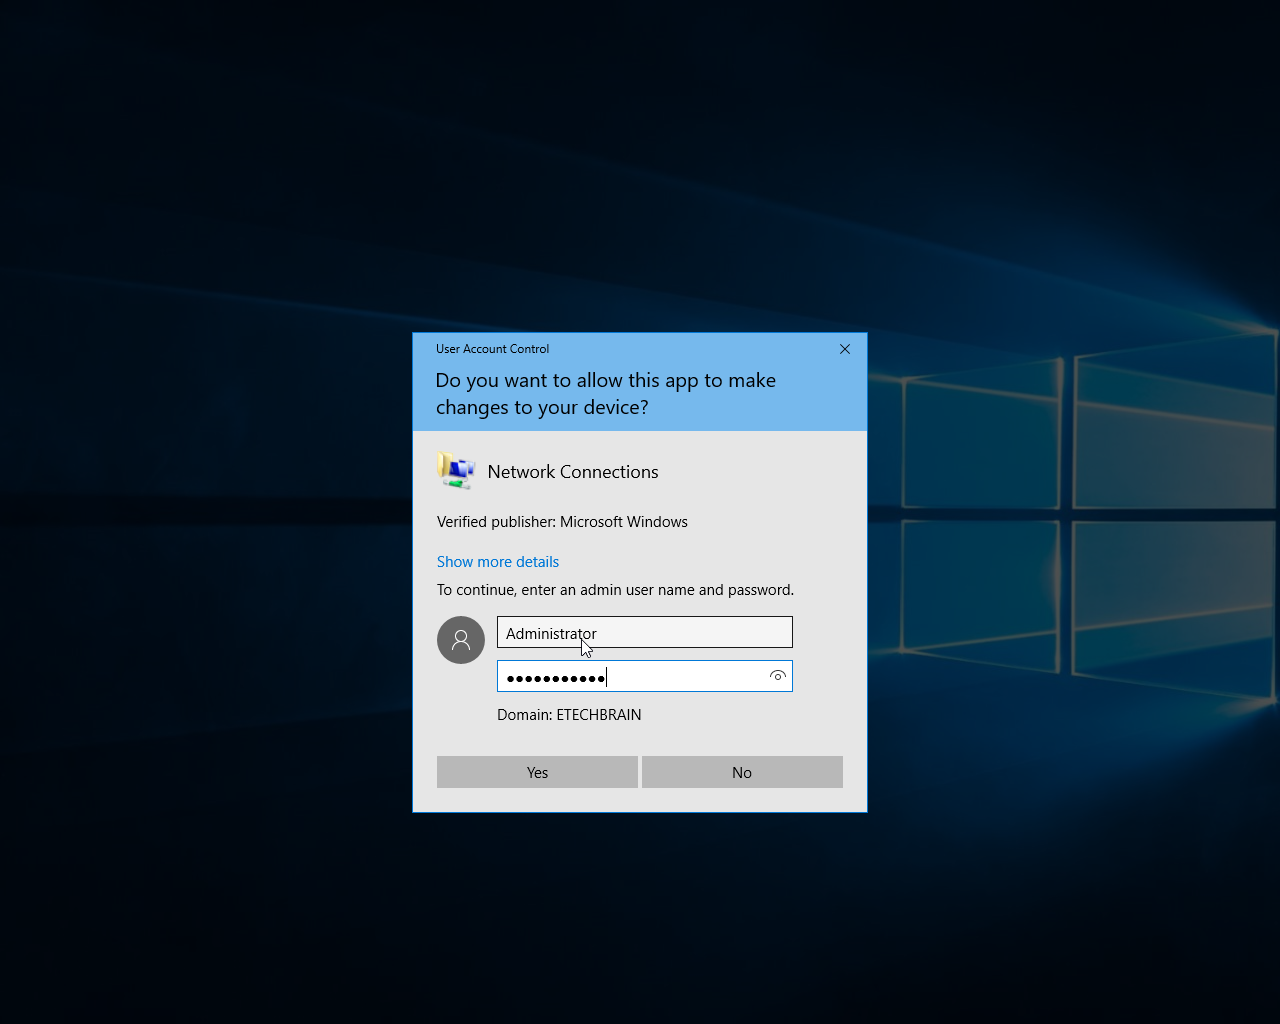 User Account Control
Do you want to allow this app to make
changes to your device?
Network Connections
Verified publisher: Microsoft Windows
Show more details
To continue, enter an admin user name and password.
Administrator
●●●●●●●●●●●
Domain: ETECHBRAIN
Yes No